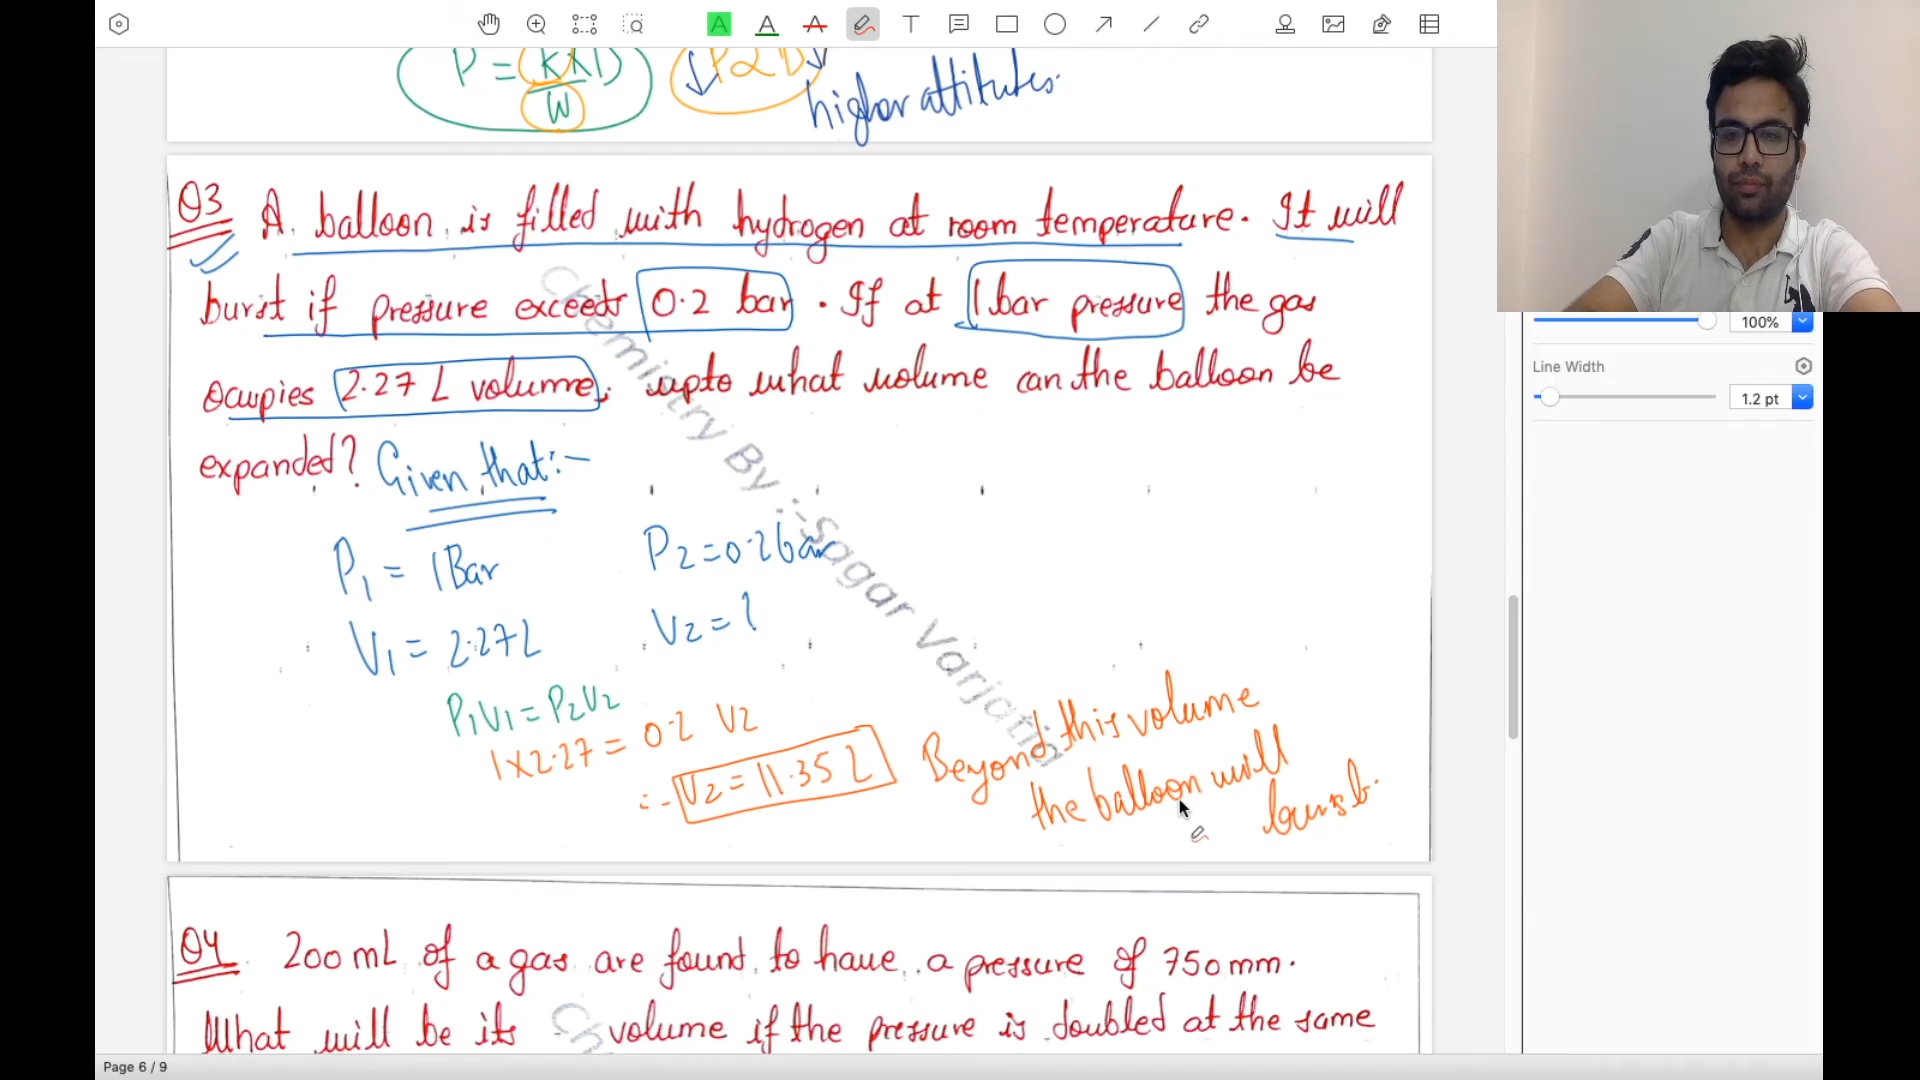 P = (KXD
W
↓ P α D ↓
higher attitutes.
Q3 A balloon is filled with hydrogen at room temperature. It will
burst if pressure exceeds 0.2 bar. If at 1 bar pressure the gas
ocupies 2.27 L volume, upto what volume can the balloon be
expanded? Given that:-
P1 = 1 Bar P2 = 0.2 bar
V1 = 2.27 L V2 = ?
P1V1 = P2V2
1 X 2.27 = 0.2 V2
∴ V2 = 11.35 L
Beyond this volume
the balloon will
burst.
Chemistry By :- Sagar Varjatia
Q4 200 mL of a gas are found to have a pressure of 750 mm.
What will be its volume if the pressure is doubled at the same
Ch
100%
Line Width
1.2 pt
Page 6 / 9